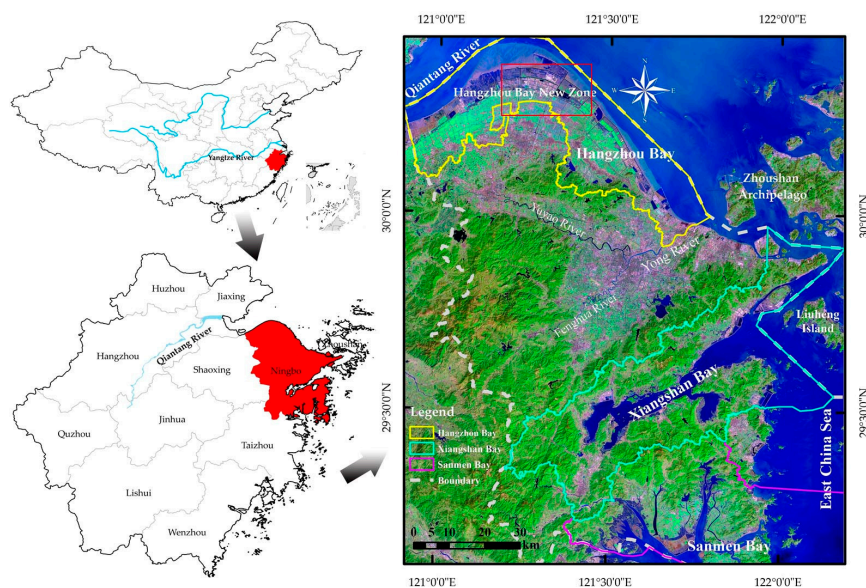 Yangtze River
Huzhou
Jiaxing
Hangzhou
Qiantang River
Shaoxing
Ningbo
Zhoushan
Jinhua
Quzhou
Taizhou
Lishui
Wenzhou
121°0'0"E
121°30'0"E
122°0'0"E
30°0'0"N
29°30'0"N
Qiantang River
Hangzhou Bay New Zone
N
W
E
S
Hangzhou Bay
Zhoushan
Archipelago
Yuyao River
Yong River
Fenghua River
Liuheng
Island
Xiangshan Bay
East China Sea
Sanmen Bay
Legend
Hangzhou Bay
Xiangshan Bay
Sanmen Bay
Boundary
0 5 10 20 30
km
30°0'0"N
29°30'0"N
121°0'0"E
121°30'0"E
122°0'0"E